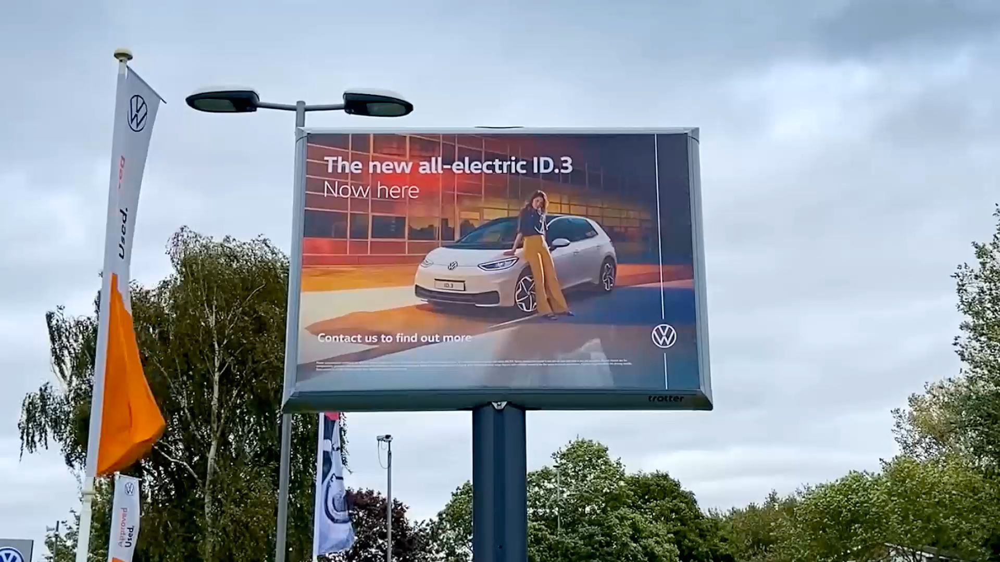 The new all-electric ID.3
Now here
ID.3
Contact us to find out more
trotter
Used.
Approved
Used.